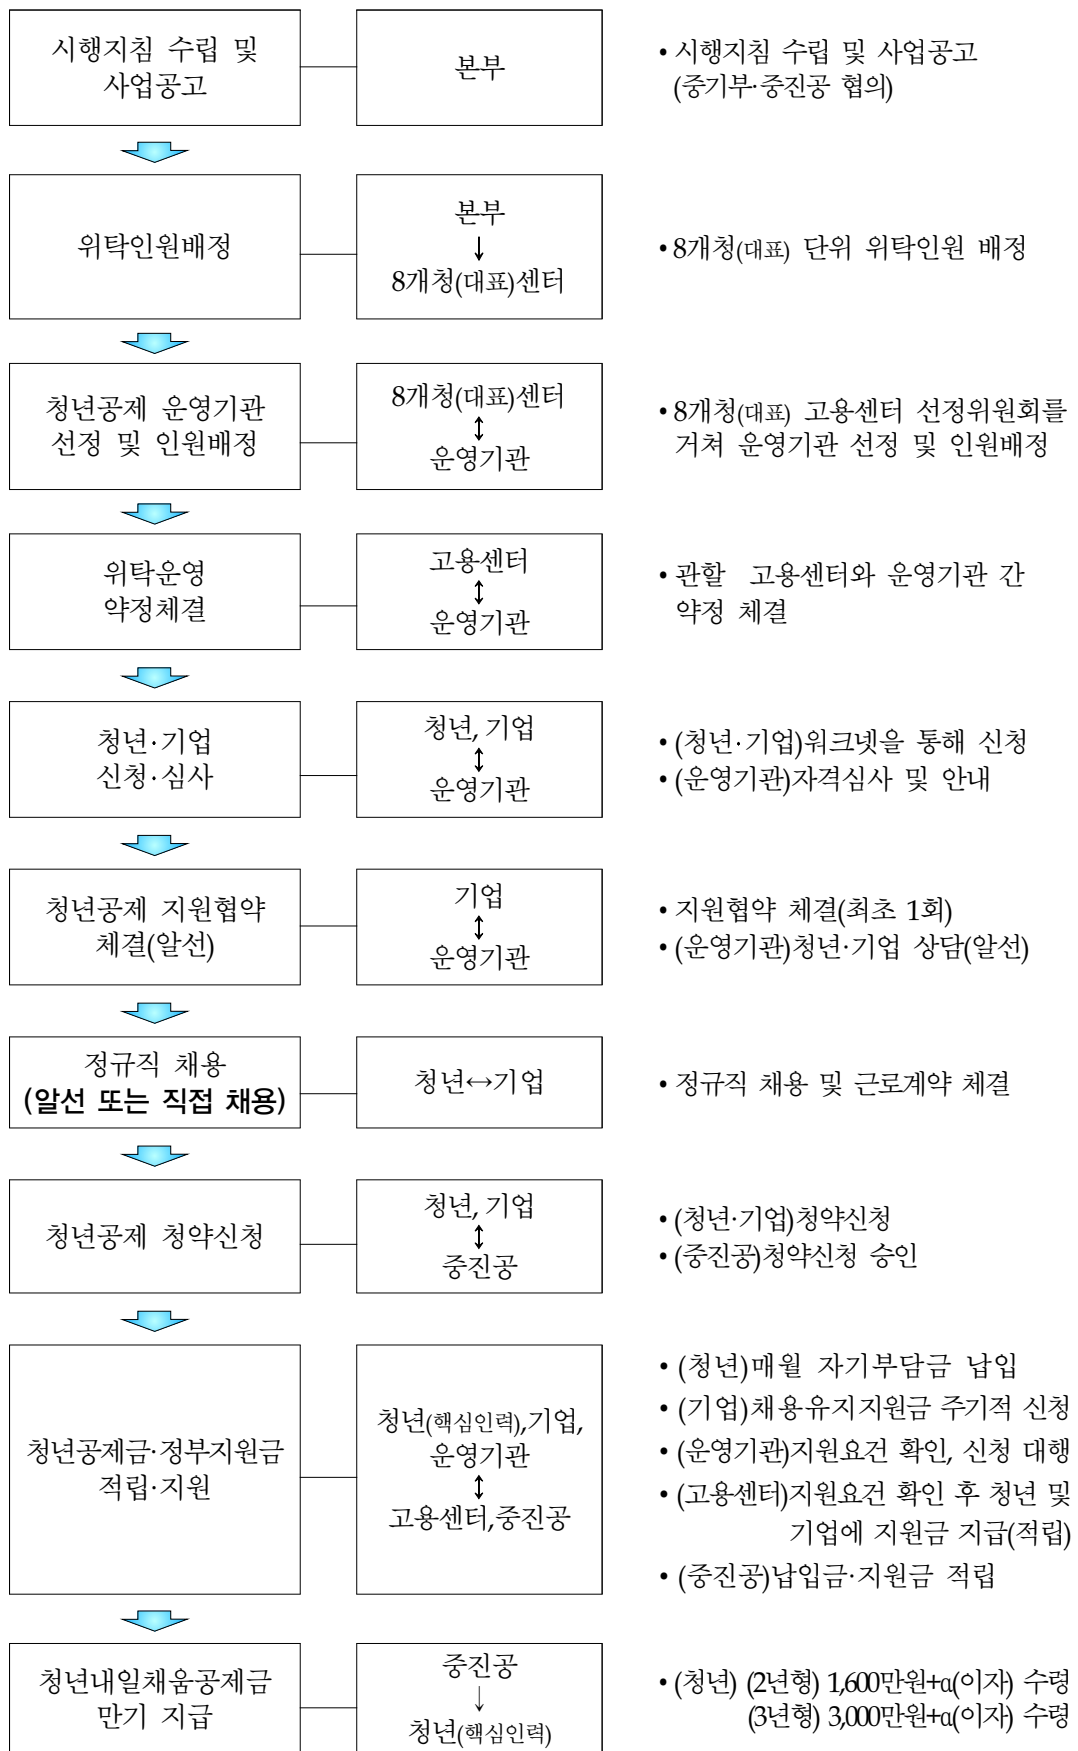 시행지침 수립 및
사업공고
본부
• 시행지침 수립 및 사업공고
(중기부·중진공 협의)
위탁인원배정
본부
↓
8개청(대표)센터
• 8개청(대표) 단위 위탁인원 배정
청년공제 운영기관
선정 및 인원배정
8개청(대표)센터
↕
운영기관
• 8개청(대표) 고용센터 선정위원회를
거쳐 운영기관 선정 및 인원배정
위탁운영
약정체결
고용센터
↕
운영기관
• 관할 고용센터와 운영기관 간
약정 체결
청년·기업
신청·심사
청년, 기업
↕
운영기관
• (청년·기업)워크넷을 통해 신청
• (운영기관)자격심사 및 안내
청년공제 지원협약
체결(알선)
기업
↕
운영기관
• 지원협약 체결(최초 1회)
• (운영기관)청년·기업 상담(알선)
정규직 채용
(알선 또는 직접 채용)
청년↔기업
• 정규직 채용 및 근로계약 체결
청년공제 청약신청
청년, 기업
↕
중진공
• (청년·기업)청약신청
• (중진공)청약신청 승인
청년공제금·정부지원금
적립·지원
청년(핵심인력),기업,
운영기관
↕
고용센터,중진공
• (청년)매월 자기부담금 납입
• (기업)채용유지지원금 주기적 신청
• (운영기관)지원요건 확인, 신청 대행
• (고용센터)지원요건 확인 후 청년 및
기업에 지원금 지급(적립)
• (중진공)납입금·지원금 적립
청년내일채움공제금
만기 지급
중진공
↓
청년(핵심인력)
• (청년) (2년형) 1,600만원+α(이자) 수령
(3년형) 3,000만원+α(이자) 수령